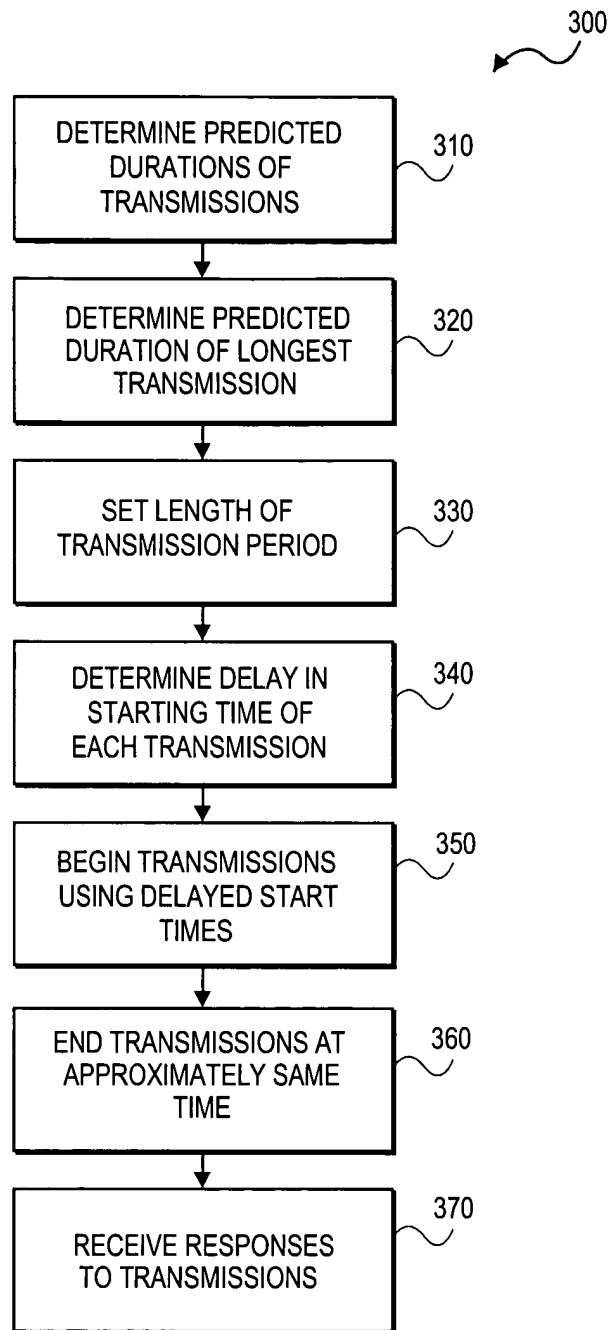 300
DETERMINE PREDICTED
DURATIONS OF
TRANSMISSIONS
310
DETERMINE PREDICTED
DURATION OF LONGEST
TRANSMISSION
320
SET LENGTH OF
TRANSMISSION PERIOD
330
DETERMINE DELAY IN
STARTING TIME OF
EACH TRANSMISSION
340
BEGIN TRANSMISSIONS
USING DELAYED START
TIMES
350
END TRANSMISSIONS AT
APPROXIMATELY SAME
TIME
360
RECEIVE RESPONSES
TO TRANSMISSIONS
370